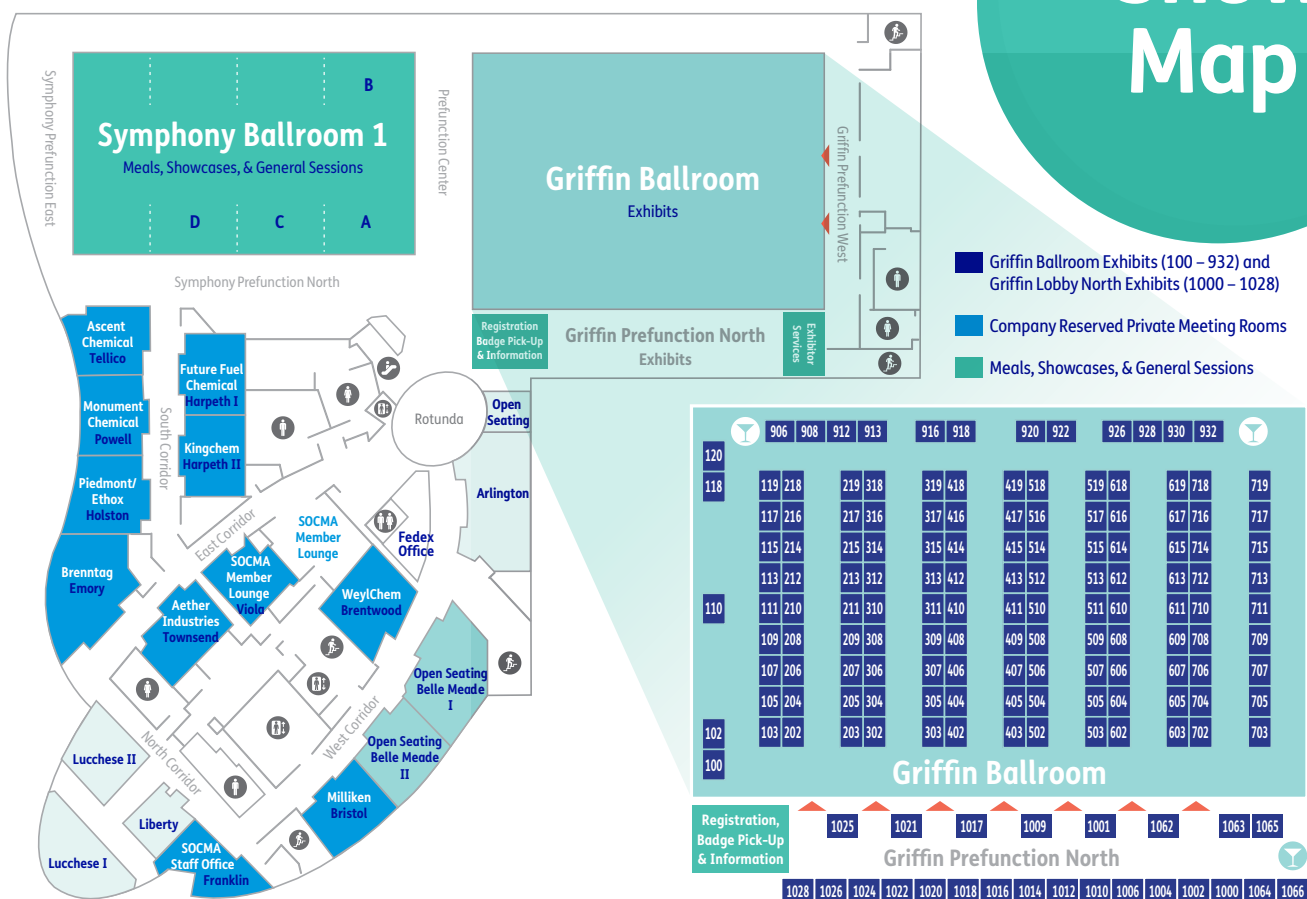 Map
Symphony Prefunction East
B
Symphony Ballroom 1
Meals, Showcases, & General Sessions
D
C
A
Prefunction Center
Griffin Ballroom
Exhibits
Griffin Prefunction West
Symphony Prefunction North
Registration
Badge Pick-Up
& Information
Griffin Prefunction North
Exhibits
Exhibitor
Services
Griffin Ballroom Exhibits (100 – 932) and
Griffin Lobby North Exhibits (1000 – 1028)
Company Reserved Private Meeting Rooms
Meals, Showcases, & General Sessions
Ascent
Chemical
Tellico
Monument
Chemical
Powell
Piedmont/
Ethox
Holston
Brenntag
Emory
South Corridor
Future Fuel
Chemical
Harpeth I
Kingchem
Harpeth II
Rotunda
Open
Seating
Arlington
East Corridor
SOCMA
Member
Lounge
Fedex
Office
SOCMA
Member
Lounge
Viola
WeylChem
Brentwood
Aether
Industries
Townsend
Open Seating
Belle Meade
I
West Corridor
Open Seating
Belle Meade
II
North Corridor
Lucchese II
Milliken
Bristol
Liberty
Lucchese I
SOCMA
Staff Office
Franklin
906 908 912 913 916 918 920 922 926 928 930 932
120
118 119 218 219 318 319 418 419 518 519 618 619 718 719
117 216 217 316 317 416 417 516 517 616 617 716 717
115 214 215 314 315 414 415 514 515 614 615 714 715
113 212 213 312 313 412 413 512 513 612 613 712 713
110 111 210 211 310 311 410 411 510 511 610 611 710 711
109 208 209 308 309 408 409 508 509 608 609 708 709
107 206 207 306 307 406 407 506 507 606 607 706 707
105 204 205 304 305 404 405 504 505 604 605 704 705
102 103 202 203 302 303 402 403 502 503 602 603 702 703
100
Griffin Ballroom
Registration,
Badge Pick-Up
& Information
1025 1021 1017 1009 1001 1062 1063 1065
Griffin Prefunction North
1028 1026 1024 1022 1020 1018 1016 1014 1012 1010 1006 1004 1002 1000 1064 1066